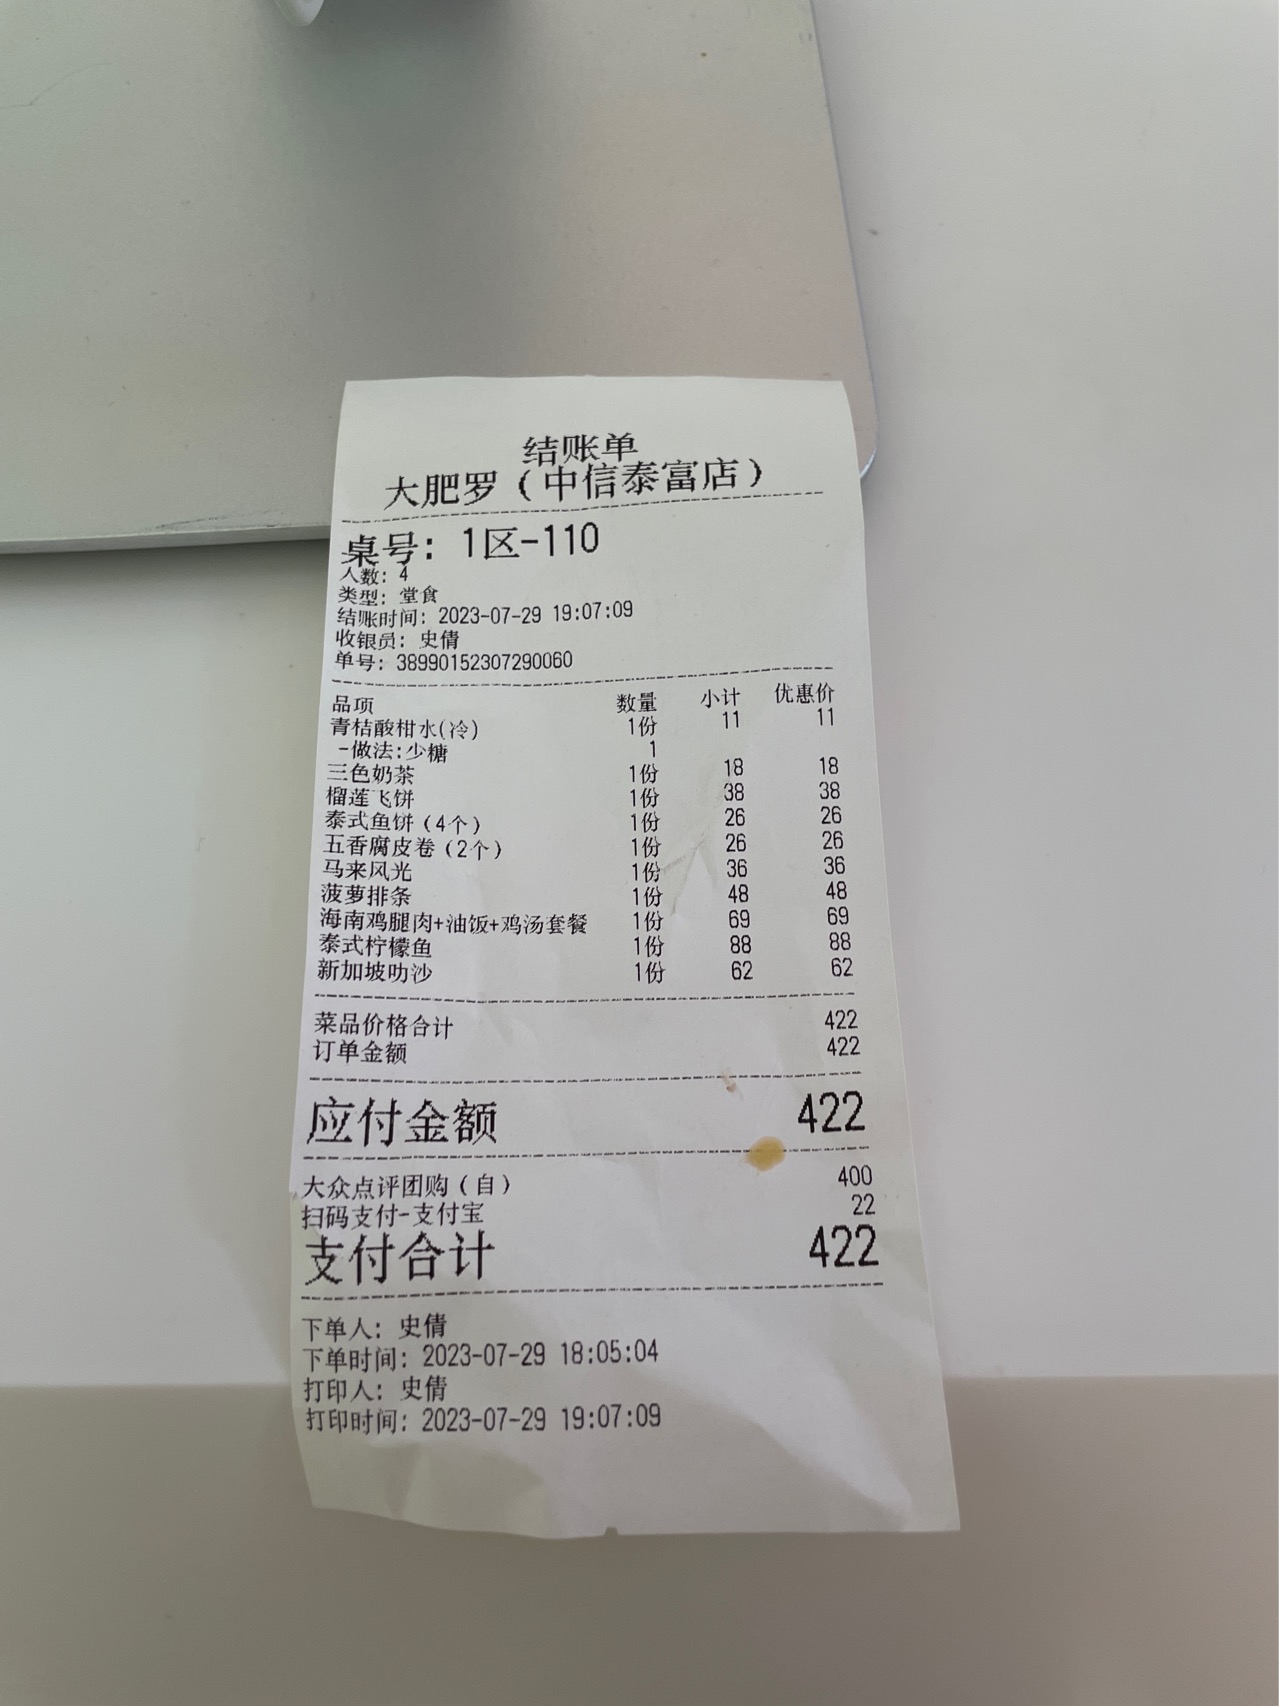 结账单
大肥罗（中信泰富店）
桌号: 1区-110
人数: 4
类型: 堂食
结账时间: 2023-07-29 19:07:09
收银员: 史倩
单号: 38990152307290060
品项 数量 小计 优惠价
青桔酸柑水(冷) 1份 11 11
-做法:少糖 1
三色奶茶 1份 18 18
榴莲飞饼 1份 38 38
泰式鱼饼（4个） 1份 26 26
五香腐皮卷（2个） 1份 26 26
马来风光 1份 36 36
菠萝排条 1份 48 48
海南鸡腿肉+油饭+鸡汤套餐 1份 69 69
泰式柠檬鱼 1份 88 88
新加坡叻沙 1份 62 62
菜品价格合计 422
订单金额 422
应付金额 422
大众点评团购（自） 400
扫码支付-支付宝 22
支付合计 422
下单人: 史倩
下单时间: 2023-07-29 18:05:04
打印人: 史倩
打印时间: 2023-07-29 19:07:09